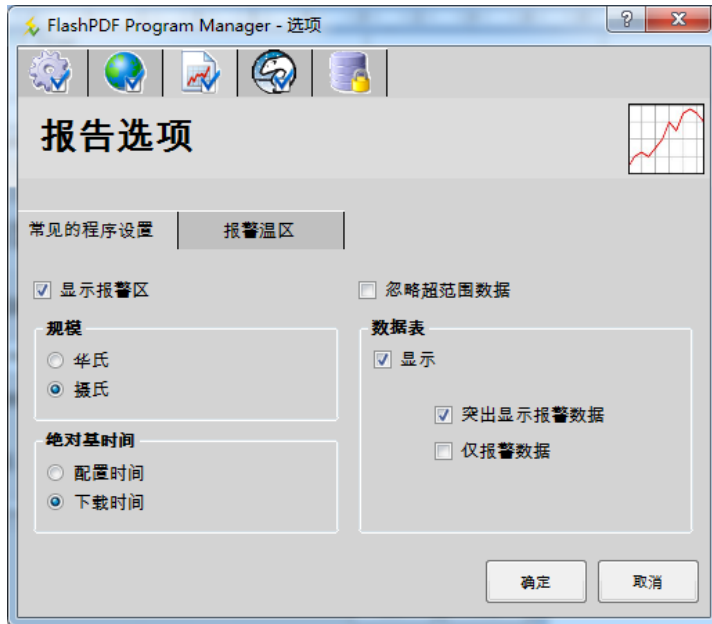 FlashPDF Program Manager - 选项
报告选项
常见的程序设置 报警温区
显示报警区 忽略超范围数据
规模 数据表
华氏 显示
摄氏
突出显示报警数据
绝对基时间 仅报警数据
配置时间
下载时间
确定 取消